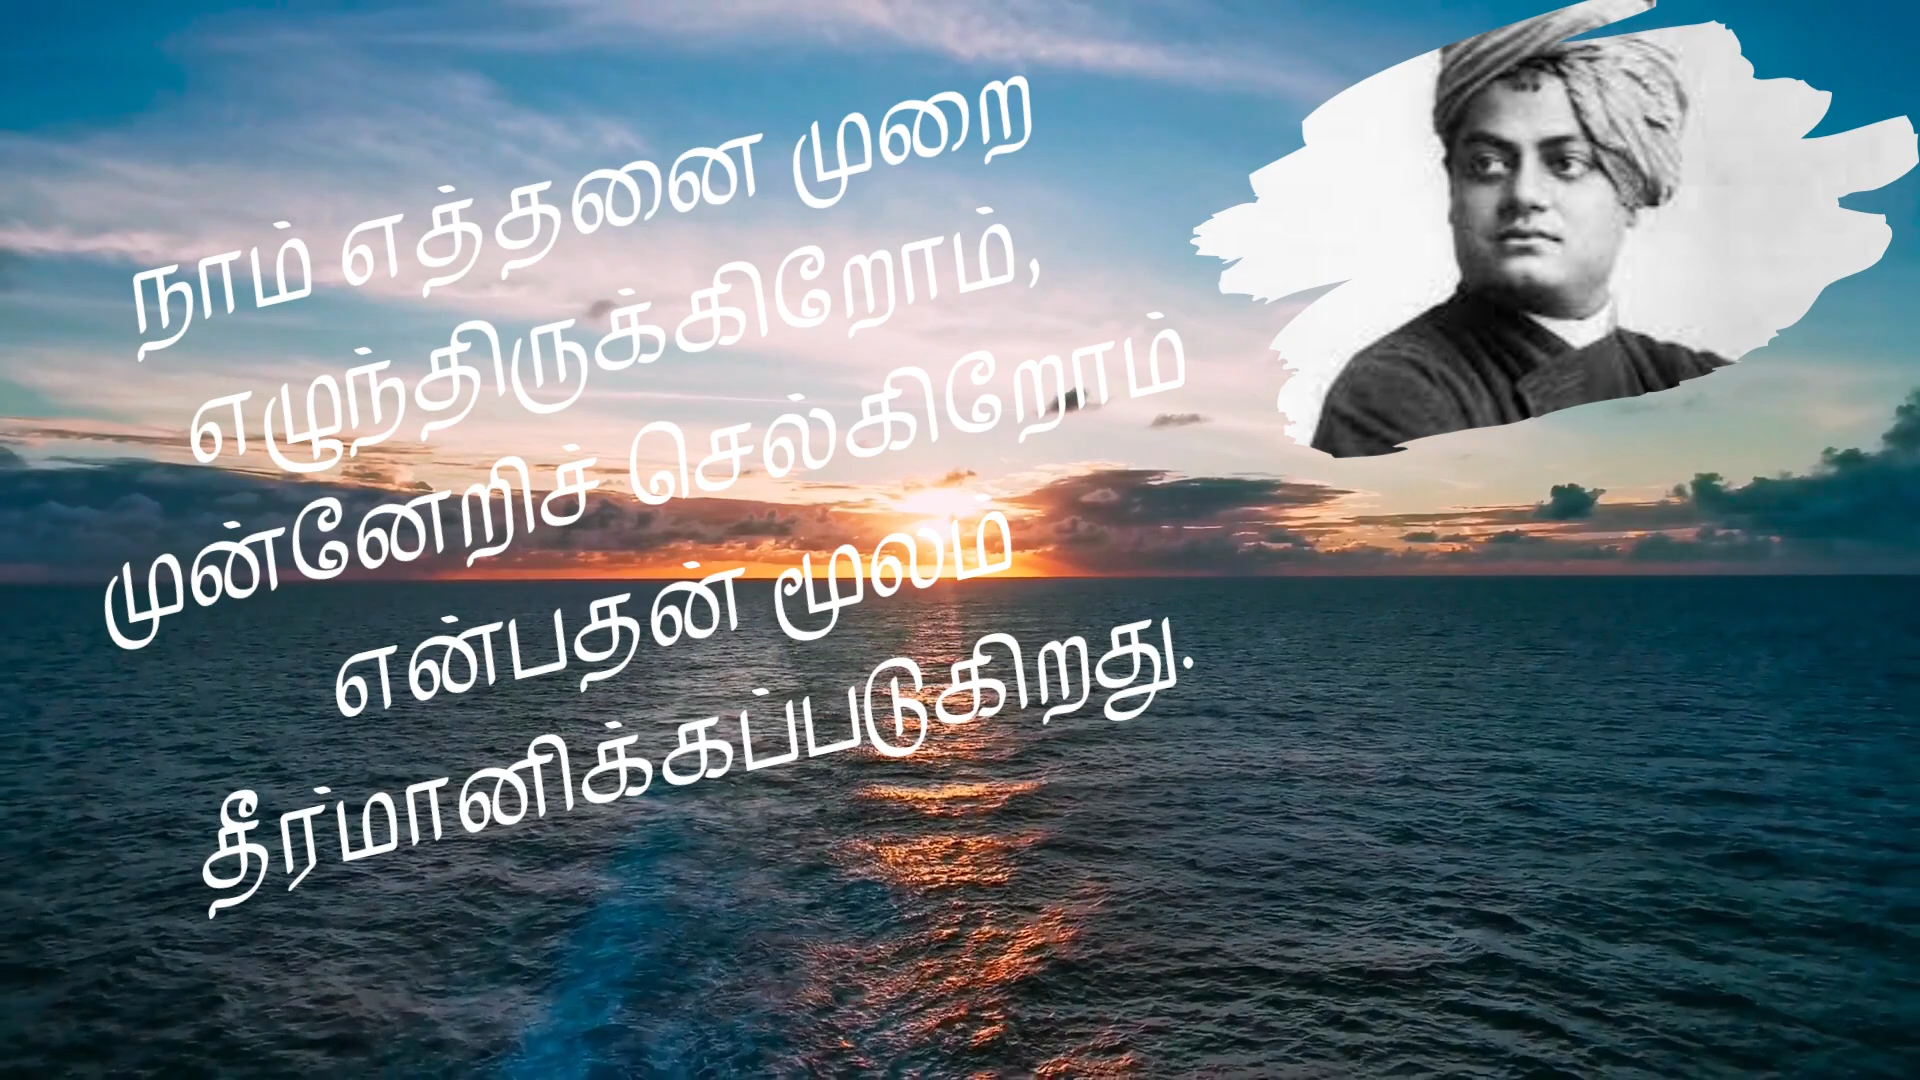 நாம் எத்தனை முறை
எழுந்திருக்கிறோம்,
முன்னேறிச் செல்கிறோம்
என்பதன் மூலம்
தீர்மானிக்கப்படுகிறது.